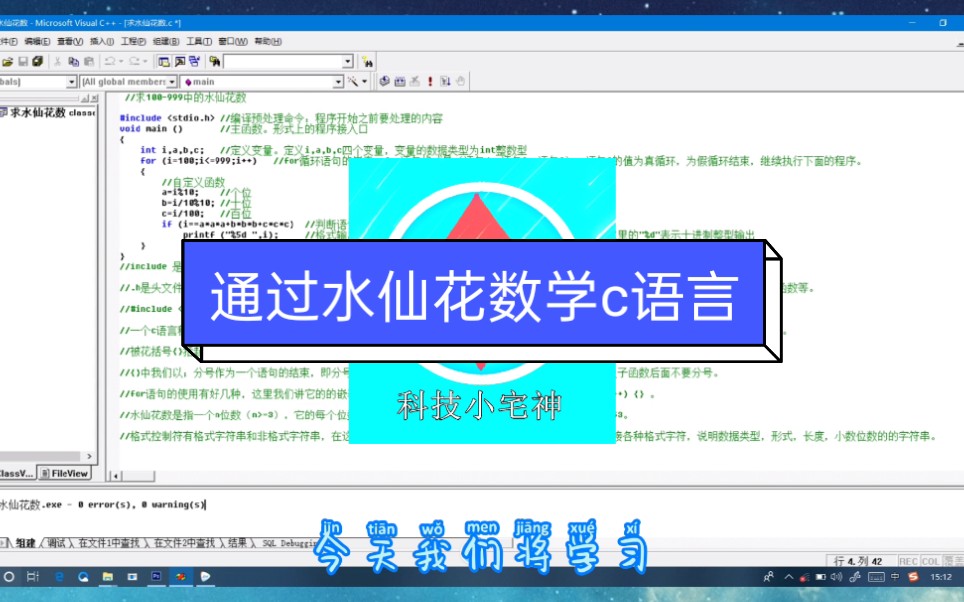 水仙花数 - Microsoft Visual C++ - [求水仙花数.c *]
件(F) 编辑(E) 查看(V) 插入(I) 工程(P) 组建(B) 工具(T) 窗口(W) 帮助(H)
bals] [All global members main
求水仙花数 classe
//求100-999中的水仙花数
#include <stdio.h> //编译预处理命令：程序开始之前要处理的内容
void main () //主函数。形式上的程序接入口
{
int i,a,b,c; //定义变量。定义i,a,b,c四个变量，变量的数据类型为int整数型
for (i=100;i<=999;i++) //for循环语句的 的值为真循环，为假循环结束，继续执行下面的程序。
{
//自定义函数
a=i%10; //个位
b=i/10%10; //十位
c=i/100; //百位
if (i==a*a*a+b*b*b+c*c*c) //判断语
printf ("%5d ",i); //格式输 里的"%d"表示十进制整型输出
}
}
//include 是
//.h是头文件 函数等。
//#include <
通过水仙花数学c语言
//一个c语言程
//被花括号{}括
//{}中我们以；分号作为一个语句的结束，即分号 子函数后面不要分号。
//for语句的使用有好几种，这里我们讲它的的嵌 +) {} 。
//水仙花数是指一个n位数（n>=3），它的每个位
科技小宅神
//格式控制符有格式字符串和非格式字符串，在这 接各种格式字符，说明数据类型，形式，长度，小数位数的的字符串。
ClassV... FileView
水仙花数.exe - 0 error(s), 0 warning(s)
jīn tiān wǒ men jiāng xué xí
今天我们将学习
组建 调试 在文件1中查找 在文件2中查找 结果 SQL Debuggin
行 4, 列 42 REC COL 覆盖
中 15:12